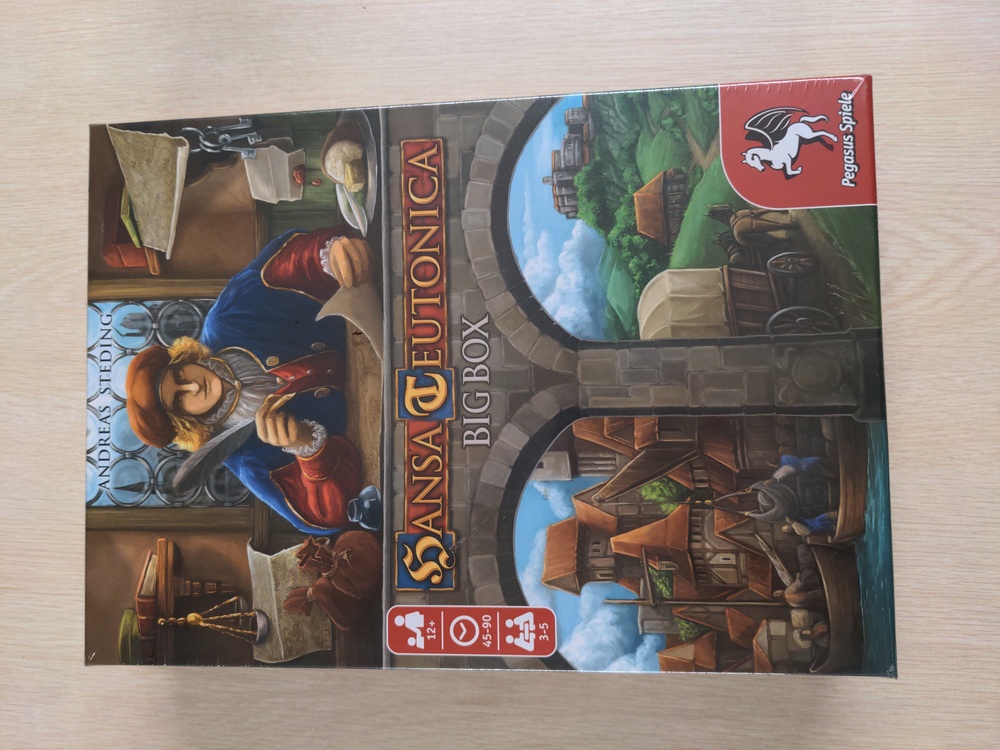 ANDREAS STEDING
HANSA TEUTONICA
BIG BOX
12+
45-90
3-5
Pegasus Spiele